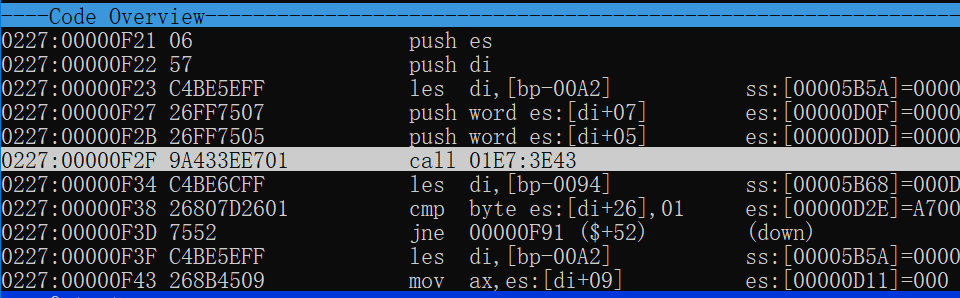 ----Code Overview----
0227:00000F21 06 push es
0227:00000F22 57 push di
0227:00000F23 C4BE5EFF les di,[bp-00A2] ss:[00005B5A]=0000
0227:00000F27 26FF7507 push word es:[di+07] es:[00000D0F]=0000
0227:00000F2B 26FF7505 push word es:[di+05] es:[00000D0D]=0000
0227:00000F2F 9A433EE701 call 01E7:3E43
0227:00000F34 C4BE6CFF les di,[bp-0094] ss:[00005B68]=000D
0227:00000F38 26807D2601 cmp byte es:[di+26],01 es:[00000D2E]=A700
0227:00000F3D 7552 jne 00000F91 ($+52) (down)
0227:00000F3F C4BE5EFF les di,[bp-00A2] ss:[00005B5A]=0000
0227:00000F43 268B4509 mov ax,es:[di+09] es:[00000D11]=000